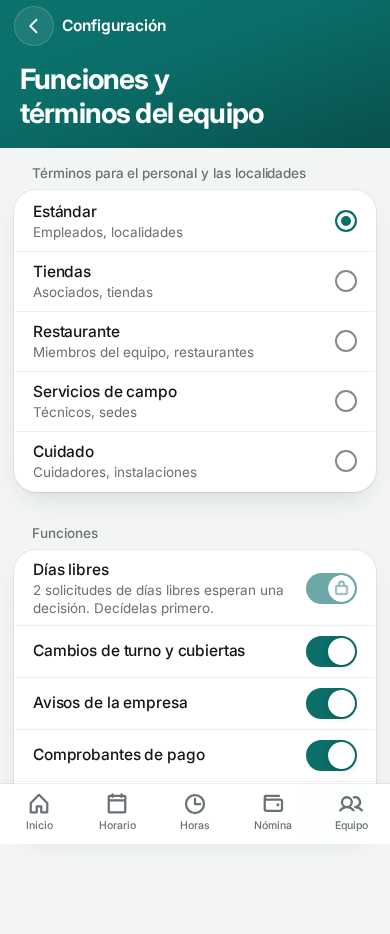 Configuración
Funciones y
términos del equipo
Términos para el personal y las localidades
Estándar
Empleados, localidades
Tiendas
Asociados, tiendas
Restaurante
Miembros del equipo, restaurantes
Servicios de campo
Técnicos, sedes
Cuidado
Cuidadores, instalaciones
Funciones
Días libres
2 solicitudes de días libres esperan una
decisión. Decídelas primero.
Cambios de turno y cubiertas
Avisos de la empresa
Comprobantes de pago
Inicio
Horario
Horas
Nómina
Equipo